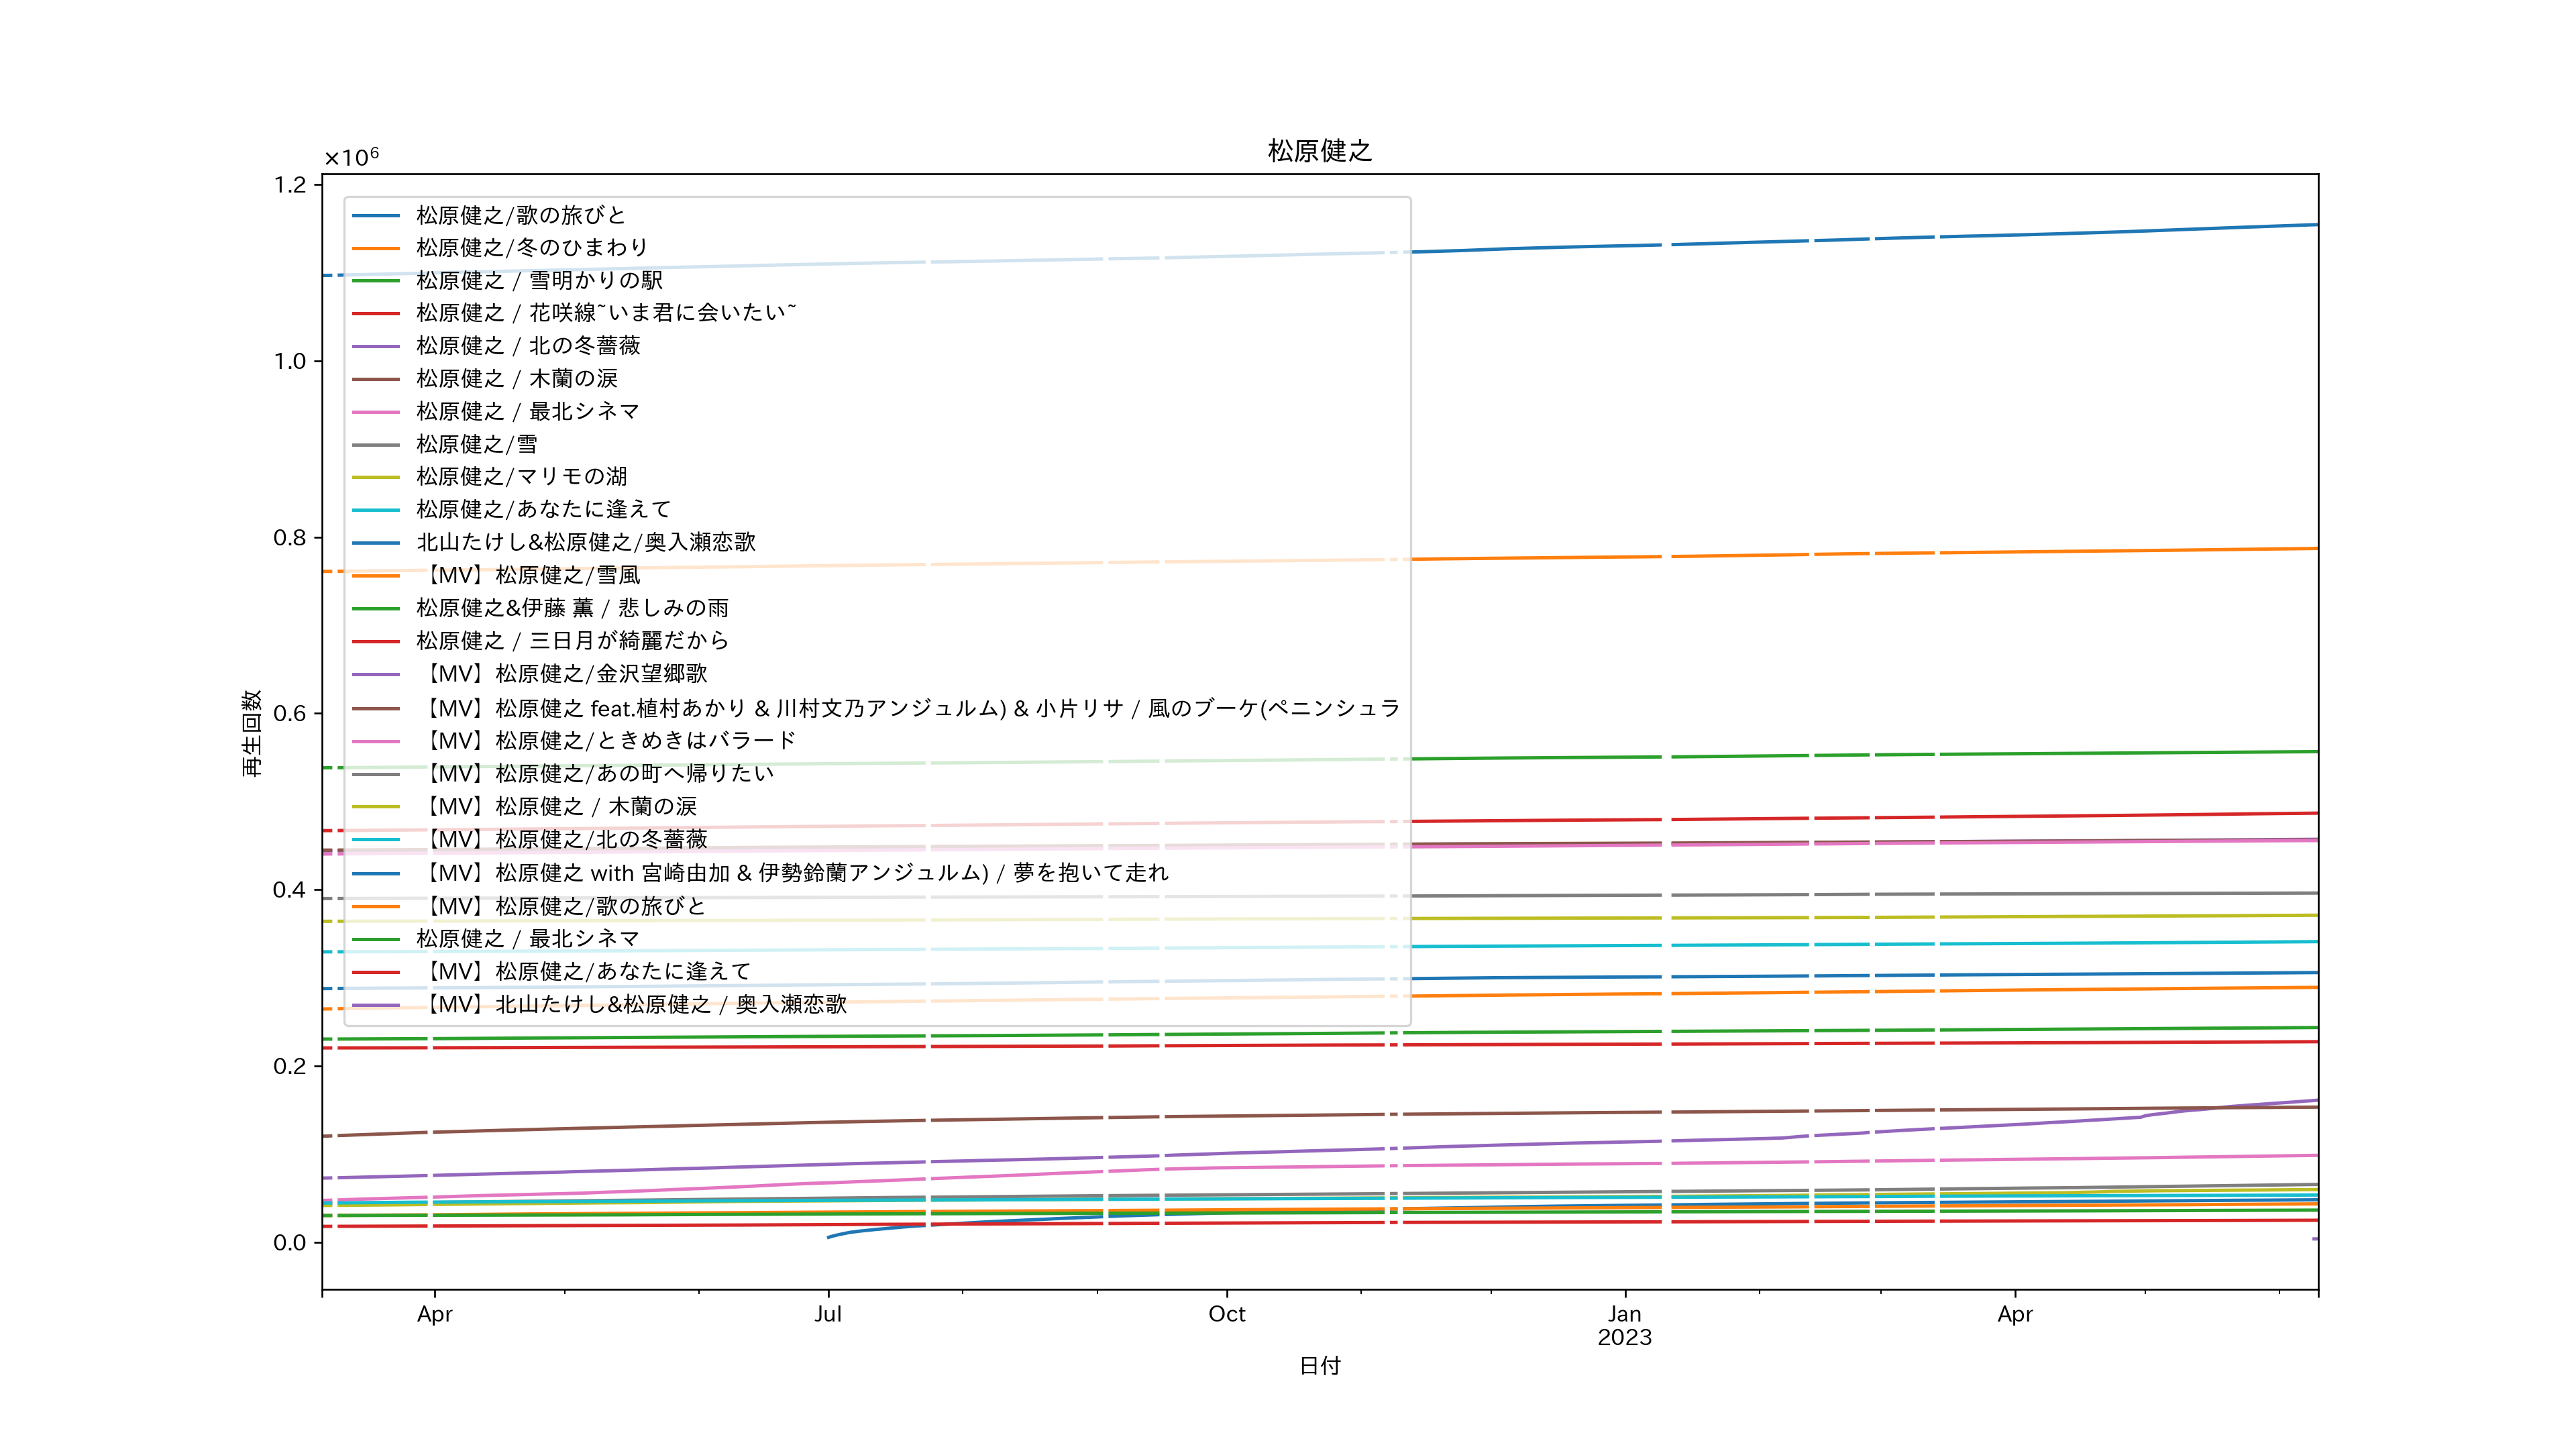 松原健之
×10⁶
1.2
1.0
0.8
0.6
0.4
0.2
0.0
再生回数
松原健之/歌の旅びと
松原健之/冬のひまわり
松原健之 / 雪明かりの駅
松原健之 / 花咲線~いま君に会いたい~
松原健之 / 北の冬薔薇
松原健之 / 木蘭の涙
松原健之 / 最北シネマ
松原健之/雪
松原健之/マリモの湖
松原健之/あなたに逢えて
北山たけし&松原健之/奥入瀬恋歌
【MV】松原健之/雪風
松原健之&伊藤 薫 / 悲しみの雨
松原健之 / 三日月が綺麗だから
【MV】松原健之/金沢望郷歌
【MV】松原健之 feat.植村あかり & 川村文乃アンジュルム) & 小片リサ / 風のブーケ(ペニンシュラ
【MV】松原健之/ときめきはバラード
【MV】松原健之/あの町へ帰りたい
【MV】松原健之 / 木蘭の涙
【MV】松原健之/北の冬薔薇
【MV】松原健之 with 宮崎由加 & 伊勢鈴蘭アンジュルム) / 夢を抱いて走れ
【MV】松原健之/歌の旅びと
松原健之 / 最北シネマ
【MV】松原健之/あなたに逢えて
【MV】北山たけし&松原健之 / 奥入瀬恋歌
Apr
Jul
Oct
Jan
2023
Apr
日付